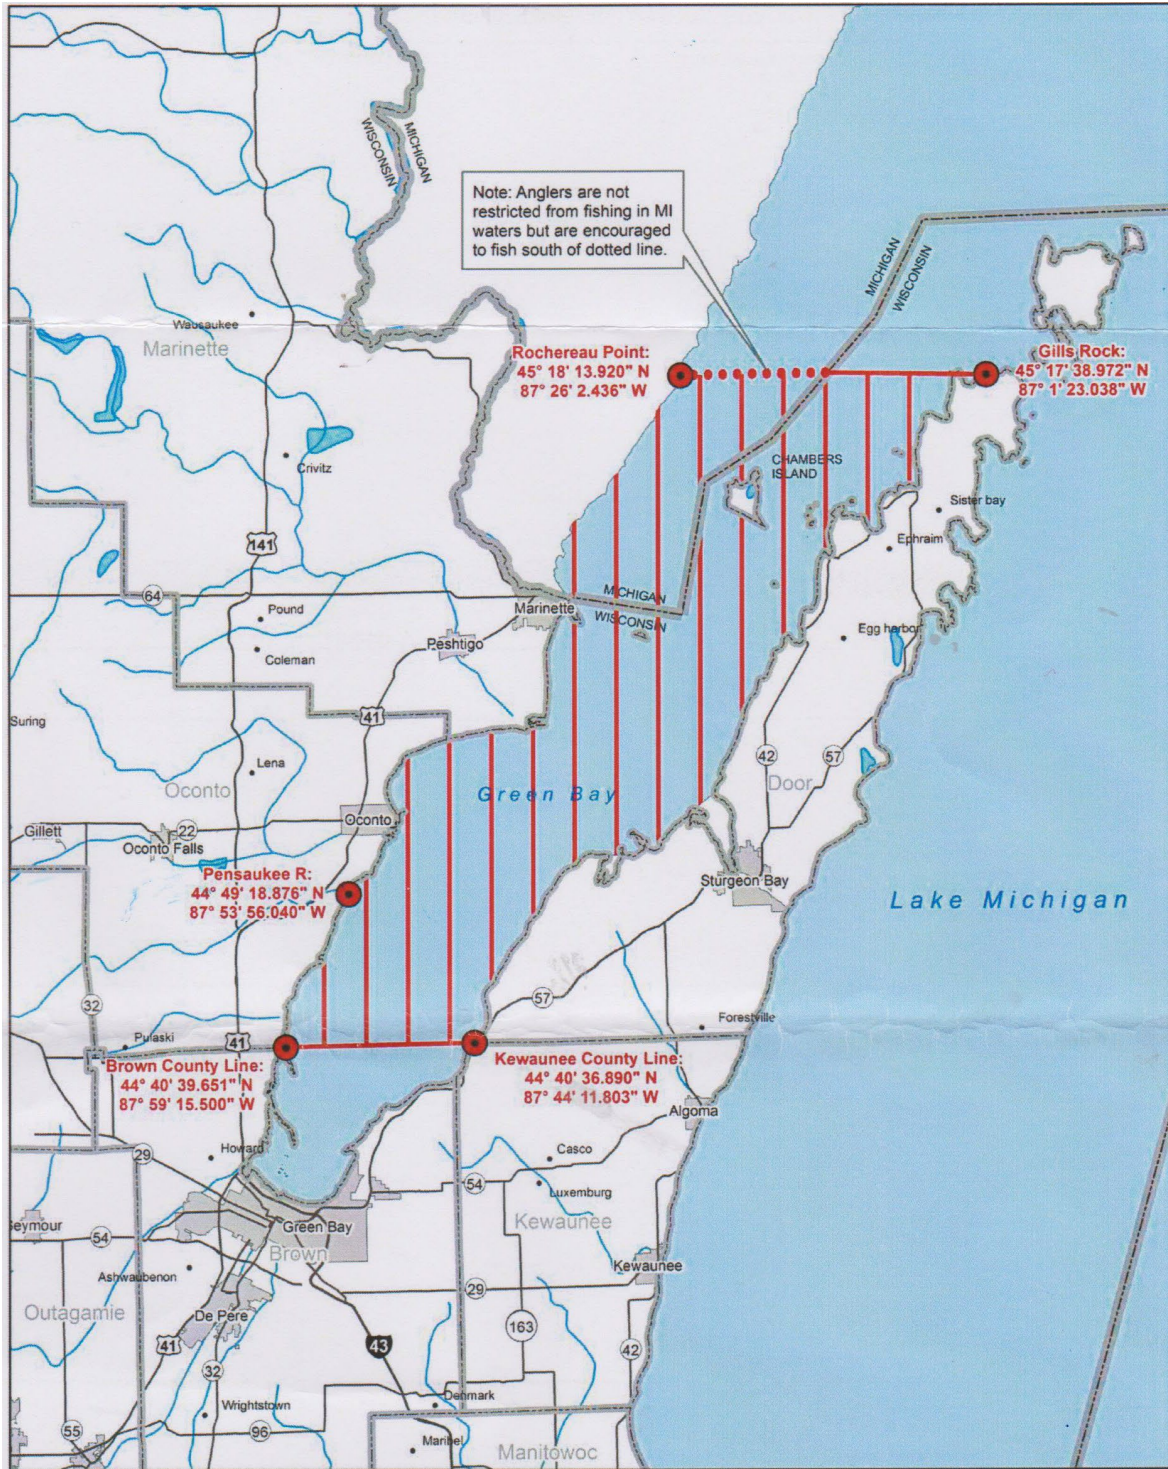 WISCONSIN
MICHIGAN
Note: Anglers are not
restricted from fishing in MI
waters but are encouraged
to fish south of dotted line.
MICHIGAN
WISCONSIN
Wausaukee
Marinette
Rochereau Point:
45° 18' 13.920" N
87° 26' 2.436" W
Gills Rock:
45° 17' 38.972" N
87° 1' 23.038" W
Crivitz
CHAMBERS
ISLAND
Sister bay
141
Ephraim
64
MICHIGAN
WISCONSIN
Marinette
Pound
Peshtigo
Egg harbor
Coleman
Suring
41
42
57
Lena
Door
Oconto
Green Bay
Gillett
22
Oconto
Oconto Falls
Pensaukee R:
44° 49' 18.876" N
87° 53' 56.040" W
Sturgeon Bay
Lake Michigan
32
57
Forestville
Pulaski
41
Brown County Line:
44° 40' 39.651" N
87° 59' 15.500" W
Kewaunee County Line:
44° 40' 36.890" N
87° 44' 11.803" W
Algoma
Howard
29
Casco
54
Luxemburg
Seymour
Green Bay
Kewaunee
54
Brown
Ashwaubenon
Kewaunee
29
Outagamie
De Pere
163
41
43
42
32
Denmark
Wrightstown
55
96
Maribel
Manitowoc